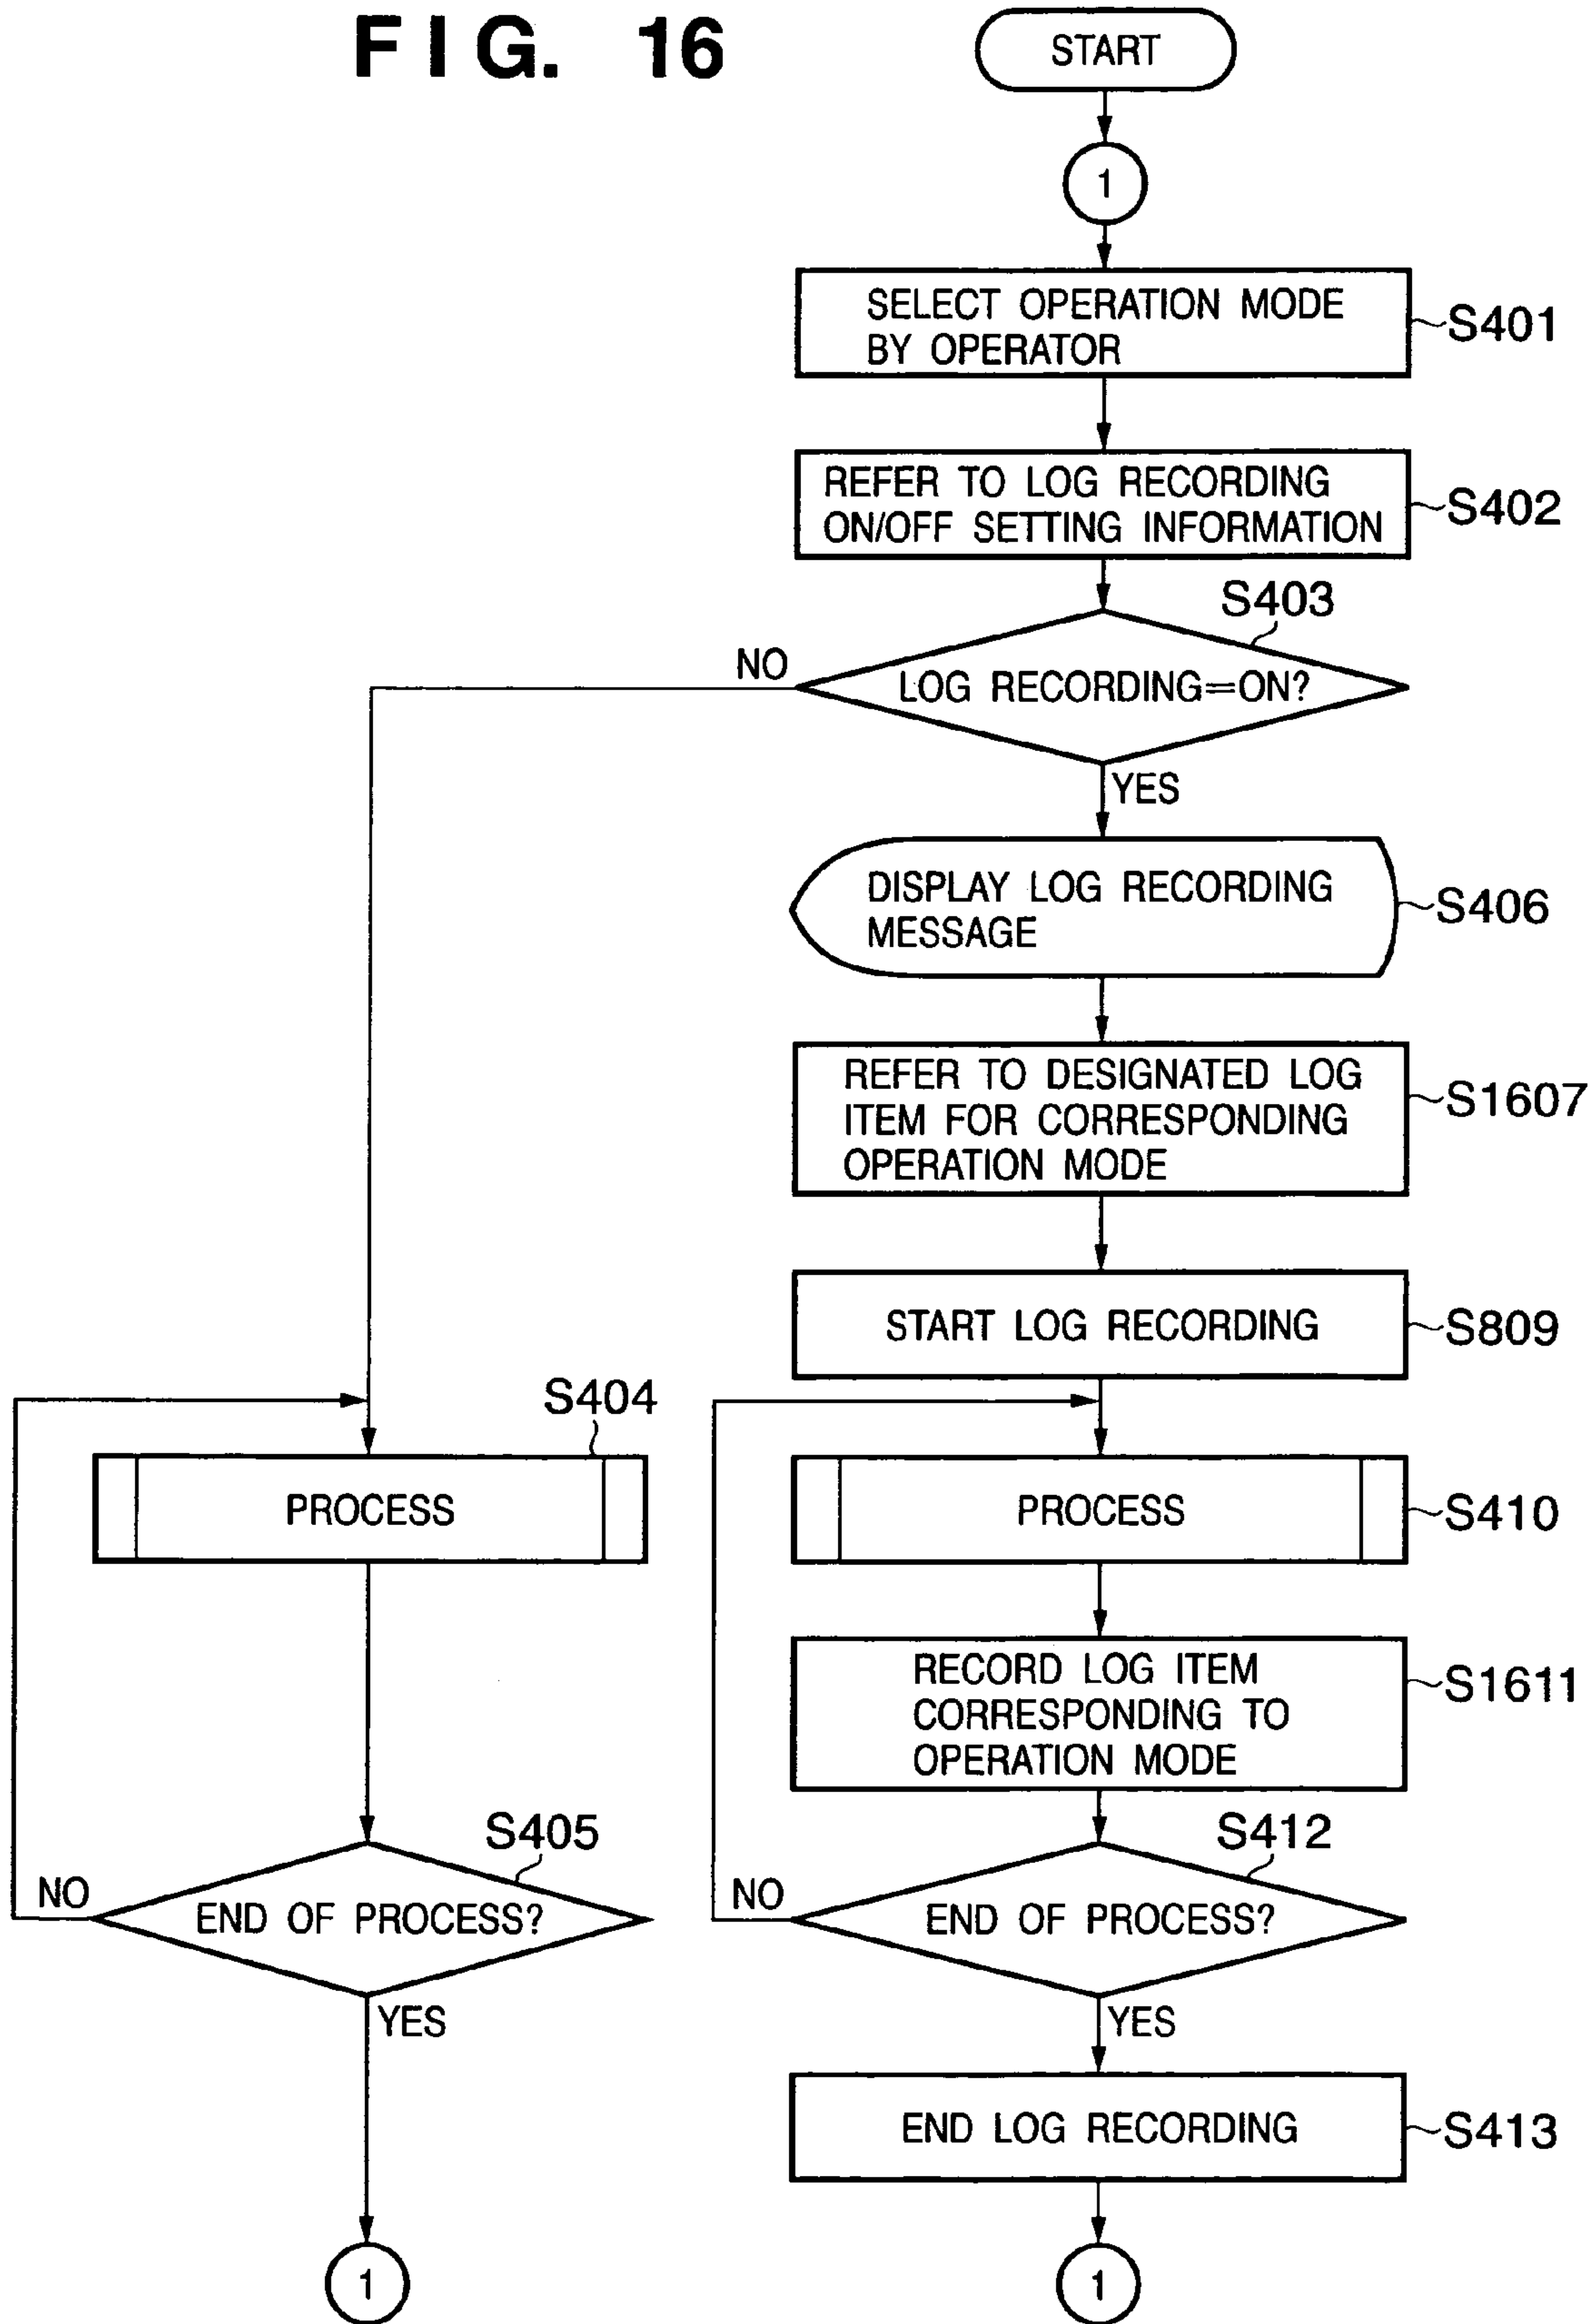 FIG. 16
START
1
SELECT OPERATION MODE
BY OPERATOR
S401
REFER TO LOG RECORDING
ON/OFF SETTING INFORMATION
S402
S403
LOG RECORDING=ON?
NO
YES
DISPLAY LOG RECORDING
MESSAGE
S406
REFER TO DESIGNATED LOG
ITEM FOR CORRESPONDING
OPERATION MODE
S1607
START LOG RECORDING
S809
S404
PROCESS
PROCESS
S410
RECORD LOG ITEM
CORRESPONDING TO
OPERATION MODE
S1611
S405
END OF PROCESS?
NO
YES
S412
END OF PROCESS?
NO
YES
END LOG RECORDING
S413
1
1